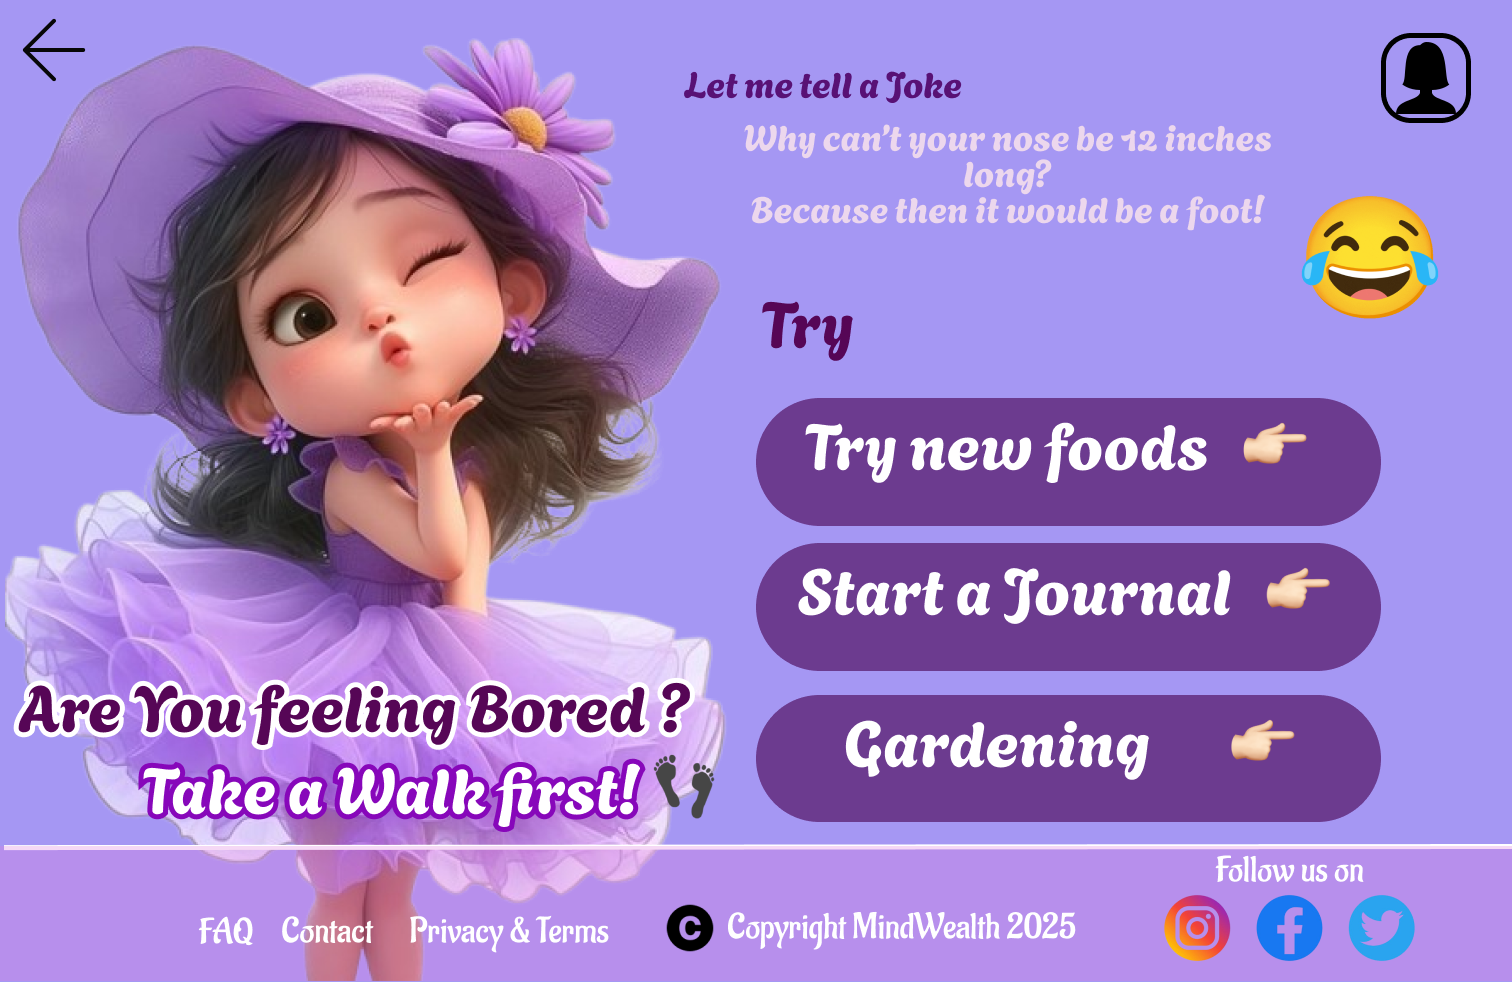 Let me tell a Joke
Why can't your nose be 12 inches
long?
Because then it would be a foot!
Try
Try new foods
Start a Journal
Gardening
Are You feeling Bored ?
Take a Walk first!
Follow us on
FAQ Contact Privacy & Terms
C Copyright MindWealth 2025